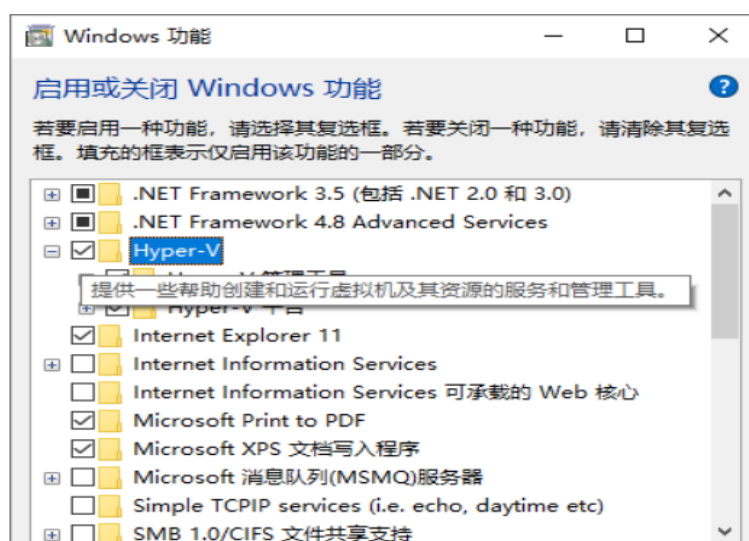 Windows 功能
启用或关闭 Windows 功能
若要启用一种功能，请选择其复选框。若要关闭一种功能，请清除其复选
框。填充的框表示仅启用该功能的一部分。
.NET Framework 3.5 (包括 .NET 2.0 和 3.0)
.NET Framework 4.8 Advanced Services
Hyper-V
Hyper-V 管理工具
提供一些帮助创建和运行虚拟机及其资源的服务和管理工具。
Hyper-V 平台
Internet Explorer 11
Internet Information Services
Internet Information Services 可承载的 Web 核心
Microsoft Print to PDF
Microsoft XPS 文档写入程序
Microsoft 消息队列(MSMQ)服务器
Simple TCPIP services (i.e. echo, daytime etc)
SMB 1.0/CIFS 文件共享支持